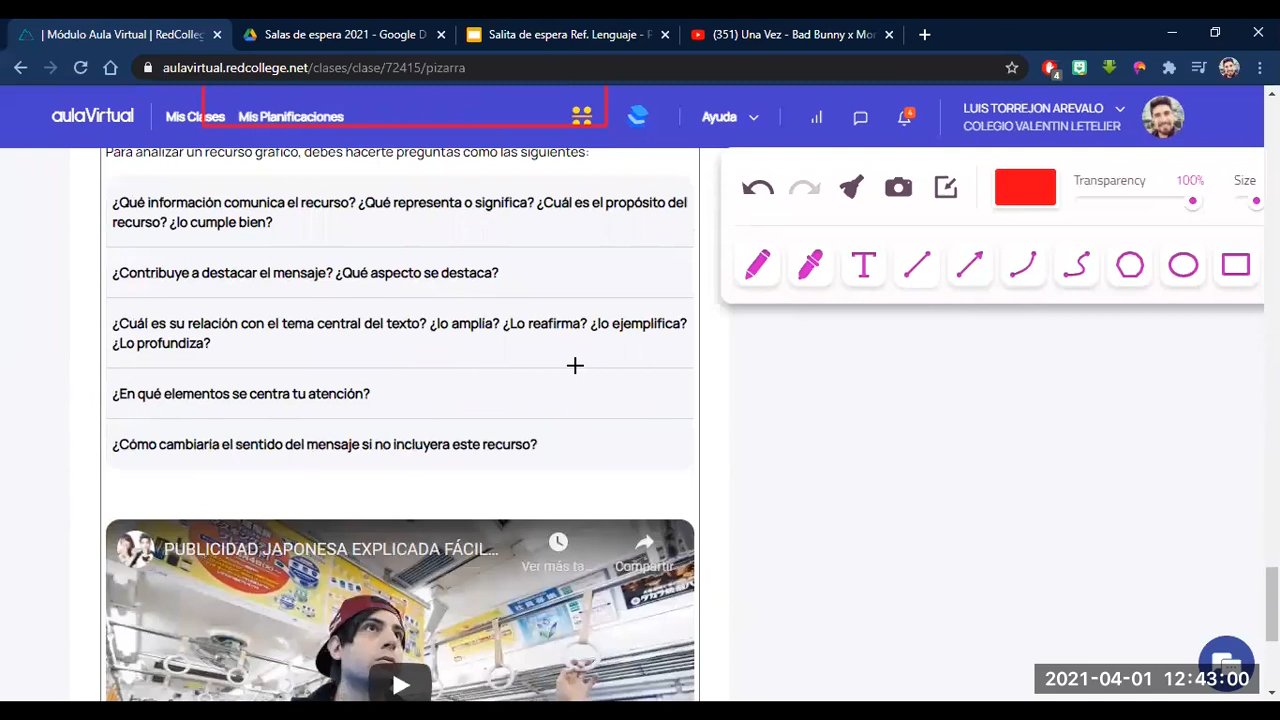 | Módulo Aula Virtual | RedColleg
Salas de espera 2021 - Google D
Salita de espera Ref. Lenguaje - P
(351) Una Vez - Bad Bunny x Mor
aulavirtual.redcollege.net/clases/clase/72415/pizarra
4
aulaVirtual
Mis Clases
Mis Planificaciones
Ayuda
4
LUIS TORREJON AREVALO
COLEGIO VALENTIN LETELIER
Para analizar un recurso gráfico, debes hacerte preguntas como las siguientes:
¿Qué información comunica el recurso? ¿Qué representa o significa? ¿Cuál es el propósito del
recurso? ¿lo cumple bien?
¿Contribuye a destacar el mensaje? ¿Qué aspecto se destaca?
¿Cuál es su relación con el tema central del texto? ¿lo amplía? ¿Lo reafirma? ¿lo ejemplifica?
¿Lo profundiza?
¿En qué elementos se centra tu atención?
¿Cómo cambiaría el sentido del mensaje si no incluyera este recurso?
Transparency 100% Size
T
PUBLICIDAD JAPONESA EXPLICADA FÁCIL...
Ver más ta...
Compartir
2021-04-01 12:43:00